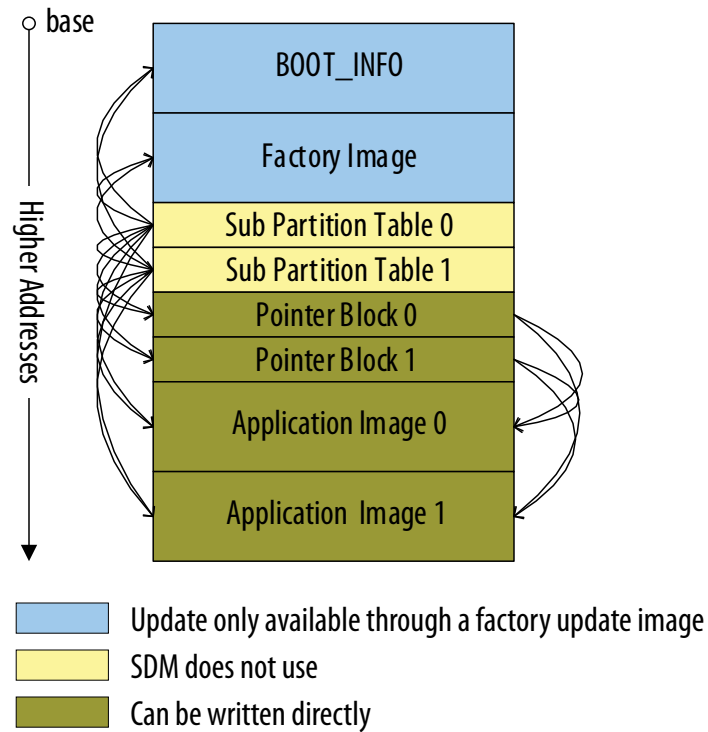 base
BOOT_INFO
Factory Image
Sub Partition Table 0
Sub Partition Table 1
Pointer Block 0
Pointer Block 1
Application Image 0
Application Image 1
Higher Addresses
Update only available through a factory update image
SDM does not use
Can be written directly